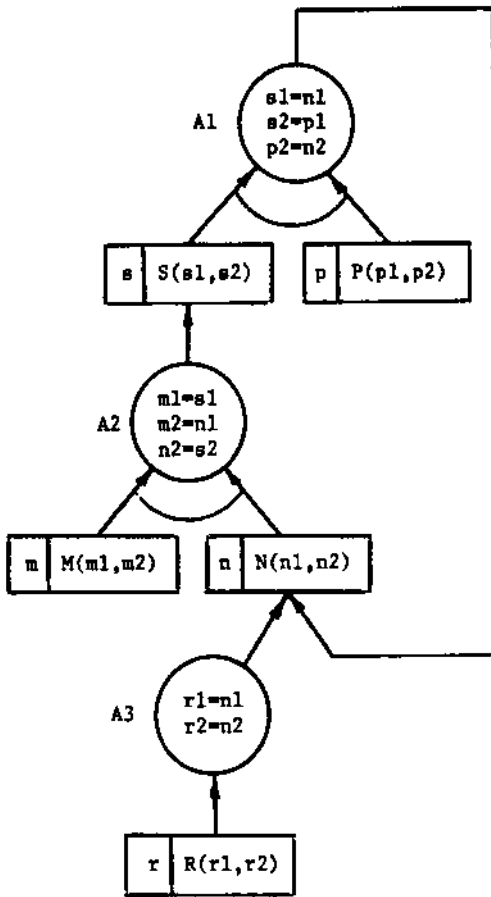 A1
s1=n1
s2=p1
p2=n2
s S(s1,s2)
p P(p1,p2)
A2
m1=s1
m2=n1
n2=s2
m M(m1,m2)
n N(n1,n2)
A3
r1=n1
r2=n2
r R(r1,r2)